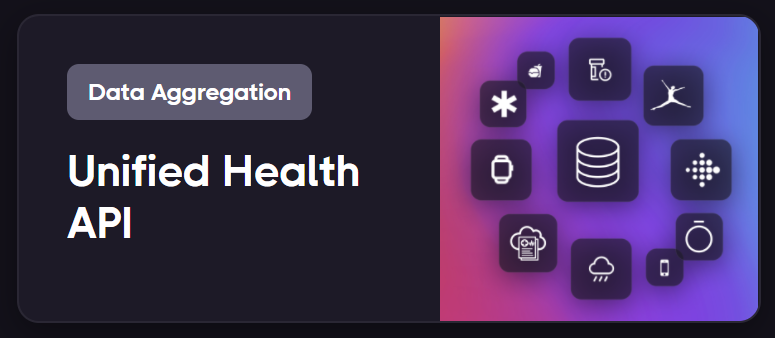 Data Aggregation
Unified Health
API